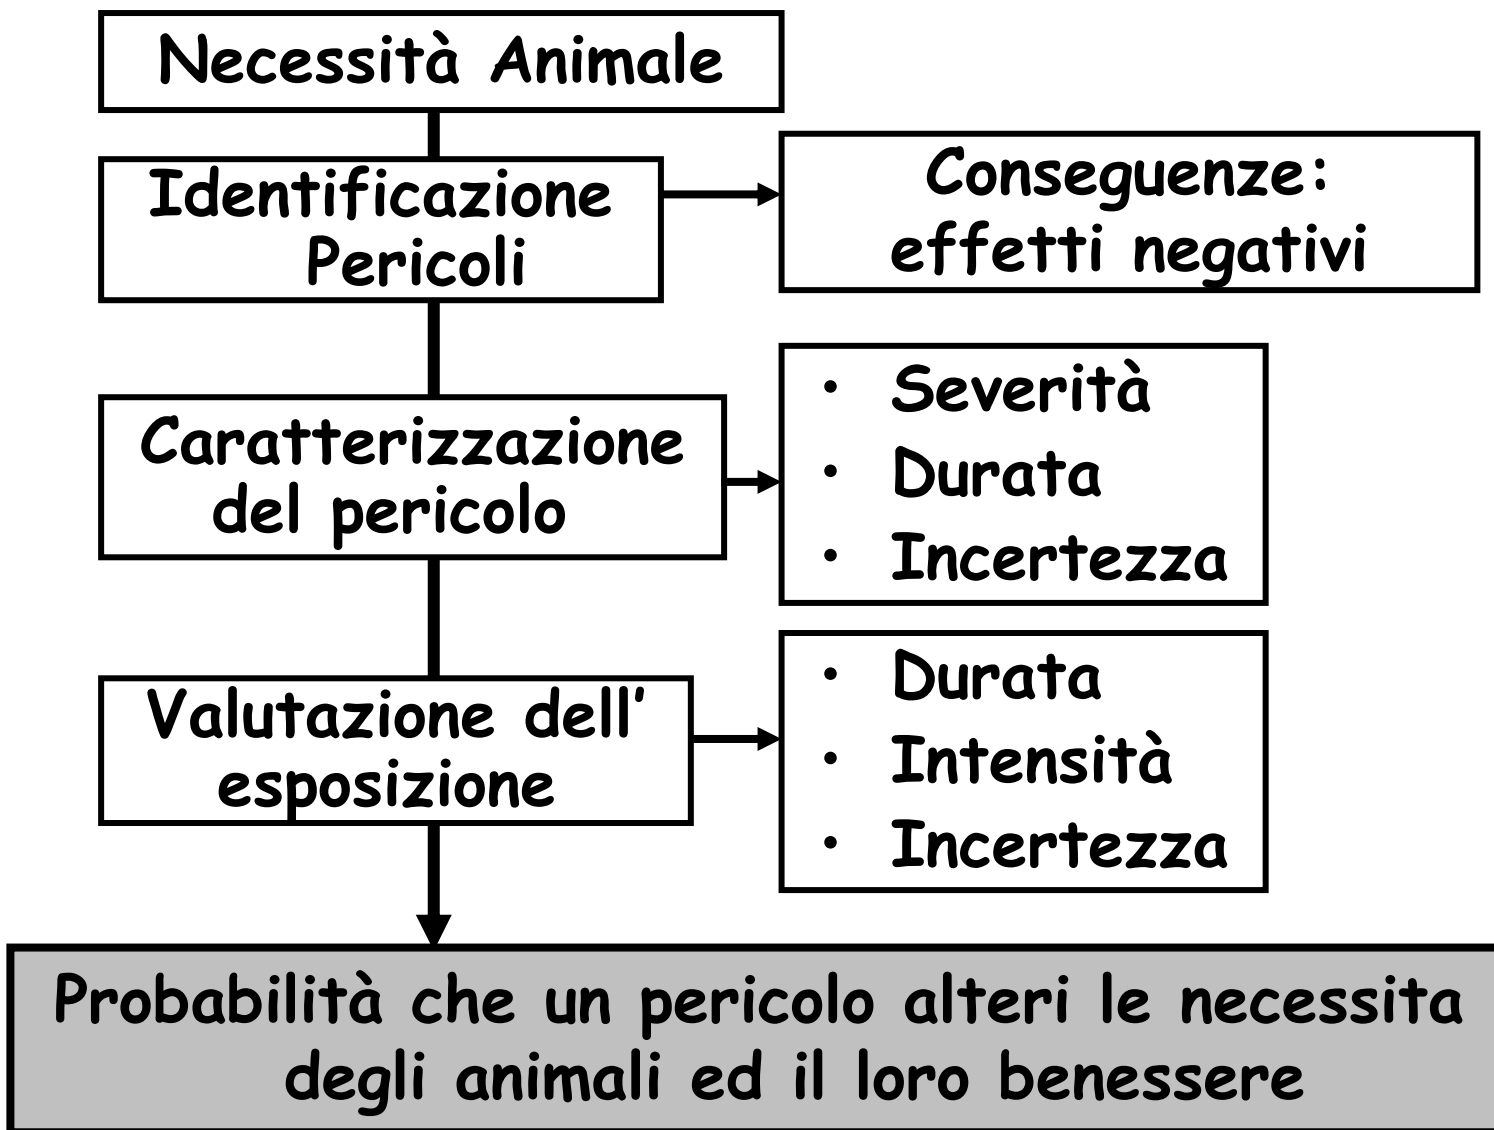 Necessità Animale
Identificazione
Pericoli
Conseguenze:
effetti negativi
Caratterizzazione
del pericolo
• Severità
• Durata
• Incertezza
Valutazione dell'
esposizione
• Durata
• Intensità
• Incertezza
Probabilità che un pericolo alteri le necessita
degli animali ed il loro benessere